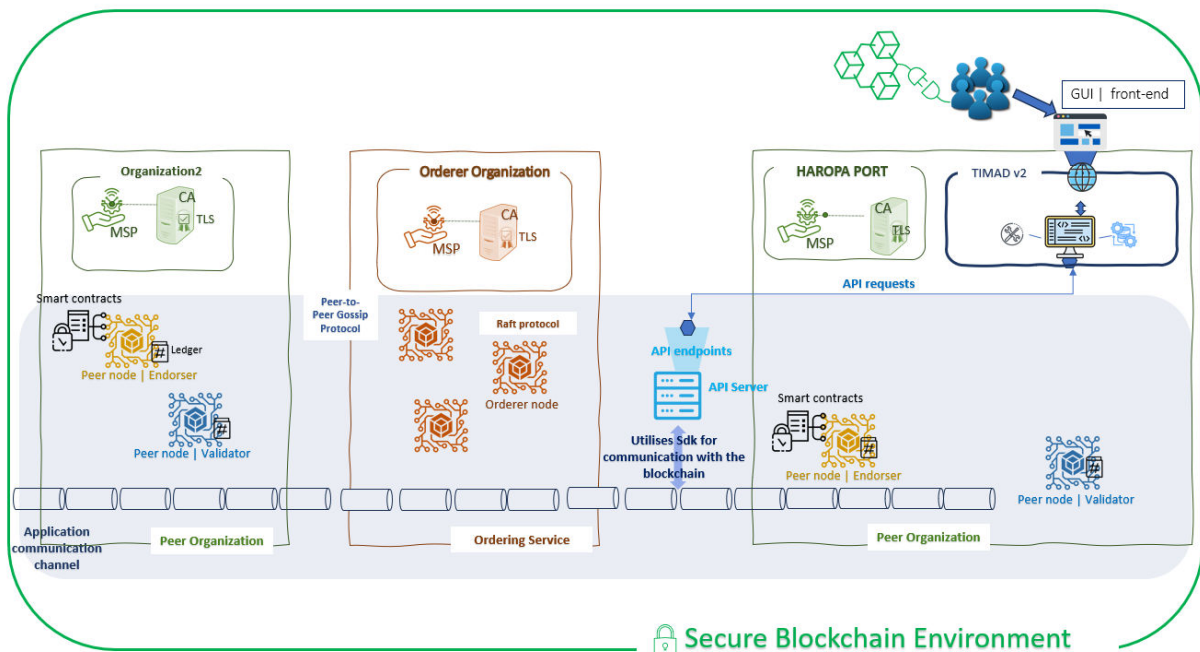 GUI | front-end
Organization2
CA
TLS
MSP
Orderer Organization
CA
TLS
MSP
HAROPA PORT
CA
TLS
MSP
TIMAD v2
API requests
Smart contracts
Ledger
Peer node | Endorser
Peer node | Validator
Peer-to-
Peer Gossip
Protocol
Raft protocol
Orderer node
API endpoints
API Server
Utilises Sdk for
communication with the
blockchain
Smart contracts
Peer node | Endorser
Peer node | Validator
Application
communication
channel
Peer Organization
Ordering Service
Peer Organization
Secure Blockchain Environment